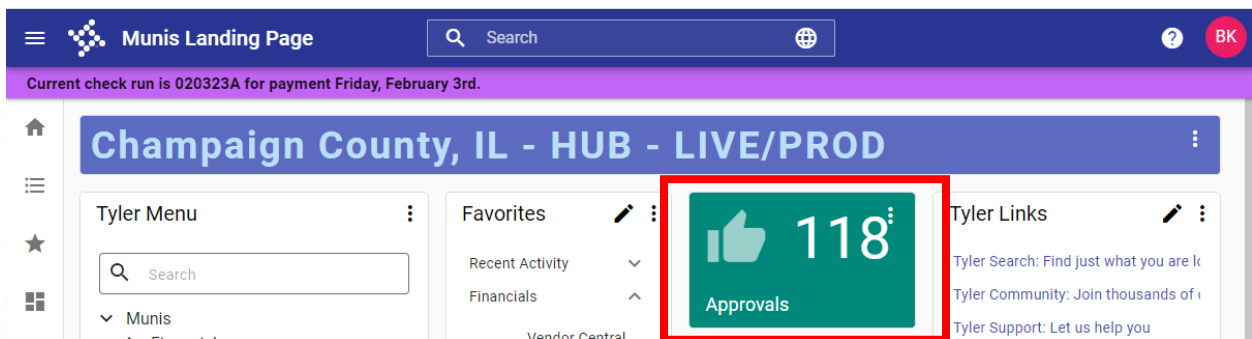 Munis Landing Page
Search
?
BK
Current check run is 020323A for payment Friday, February 3rd.
Champaign County, IL - HUB - LIVE/PROD
Tyler Menu
Search
Munis
Favorites
Recent Activity
Financials
Vendor Central
118
Approvals
Tyler Links
Tyler Search: Find just what you are
Tyler Community: Join thousands of
Tyler Support: Let us help you